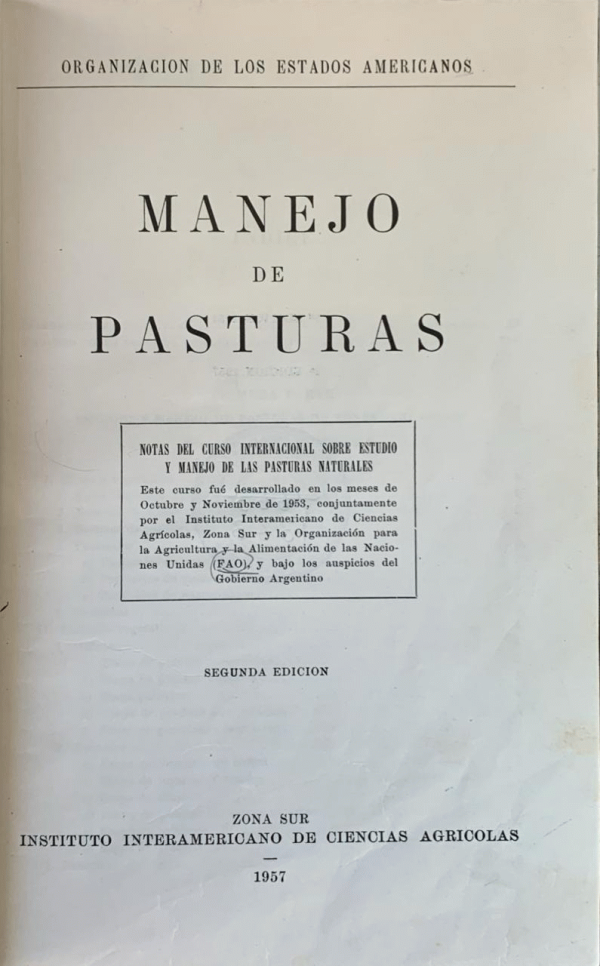 ORGANIZACION DE LOS ESTADOS AMERICANOS
MANEJO
DE
PASTURAS
NOTAS DEL CURSO INTERNACIONAL SOBRE ESTUDIO
Y MANEJO DE LAS PASTURAS NATURALES
Este curso fué desarrollado en los meses de
Octubre y Noviembre de 1953, conjuntamente
por el Instituto Interamericano de Ciencias
Agrícolas, Zona Sur y la Organización para
la Agricultura y la Alimentación de las Nacio-
nes Unidas (FAO), y bajo los auspicios del
Gobierno Argentino
SEGUNDA EDICION
ZONA SUR
INSTITUTO INTERAMERICANO DE CIENCIAS AGRICOLAS
1957